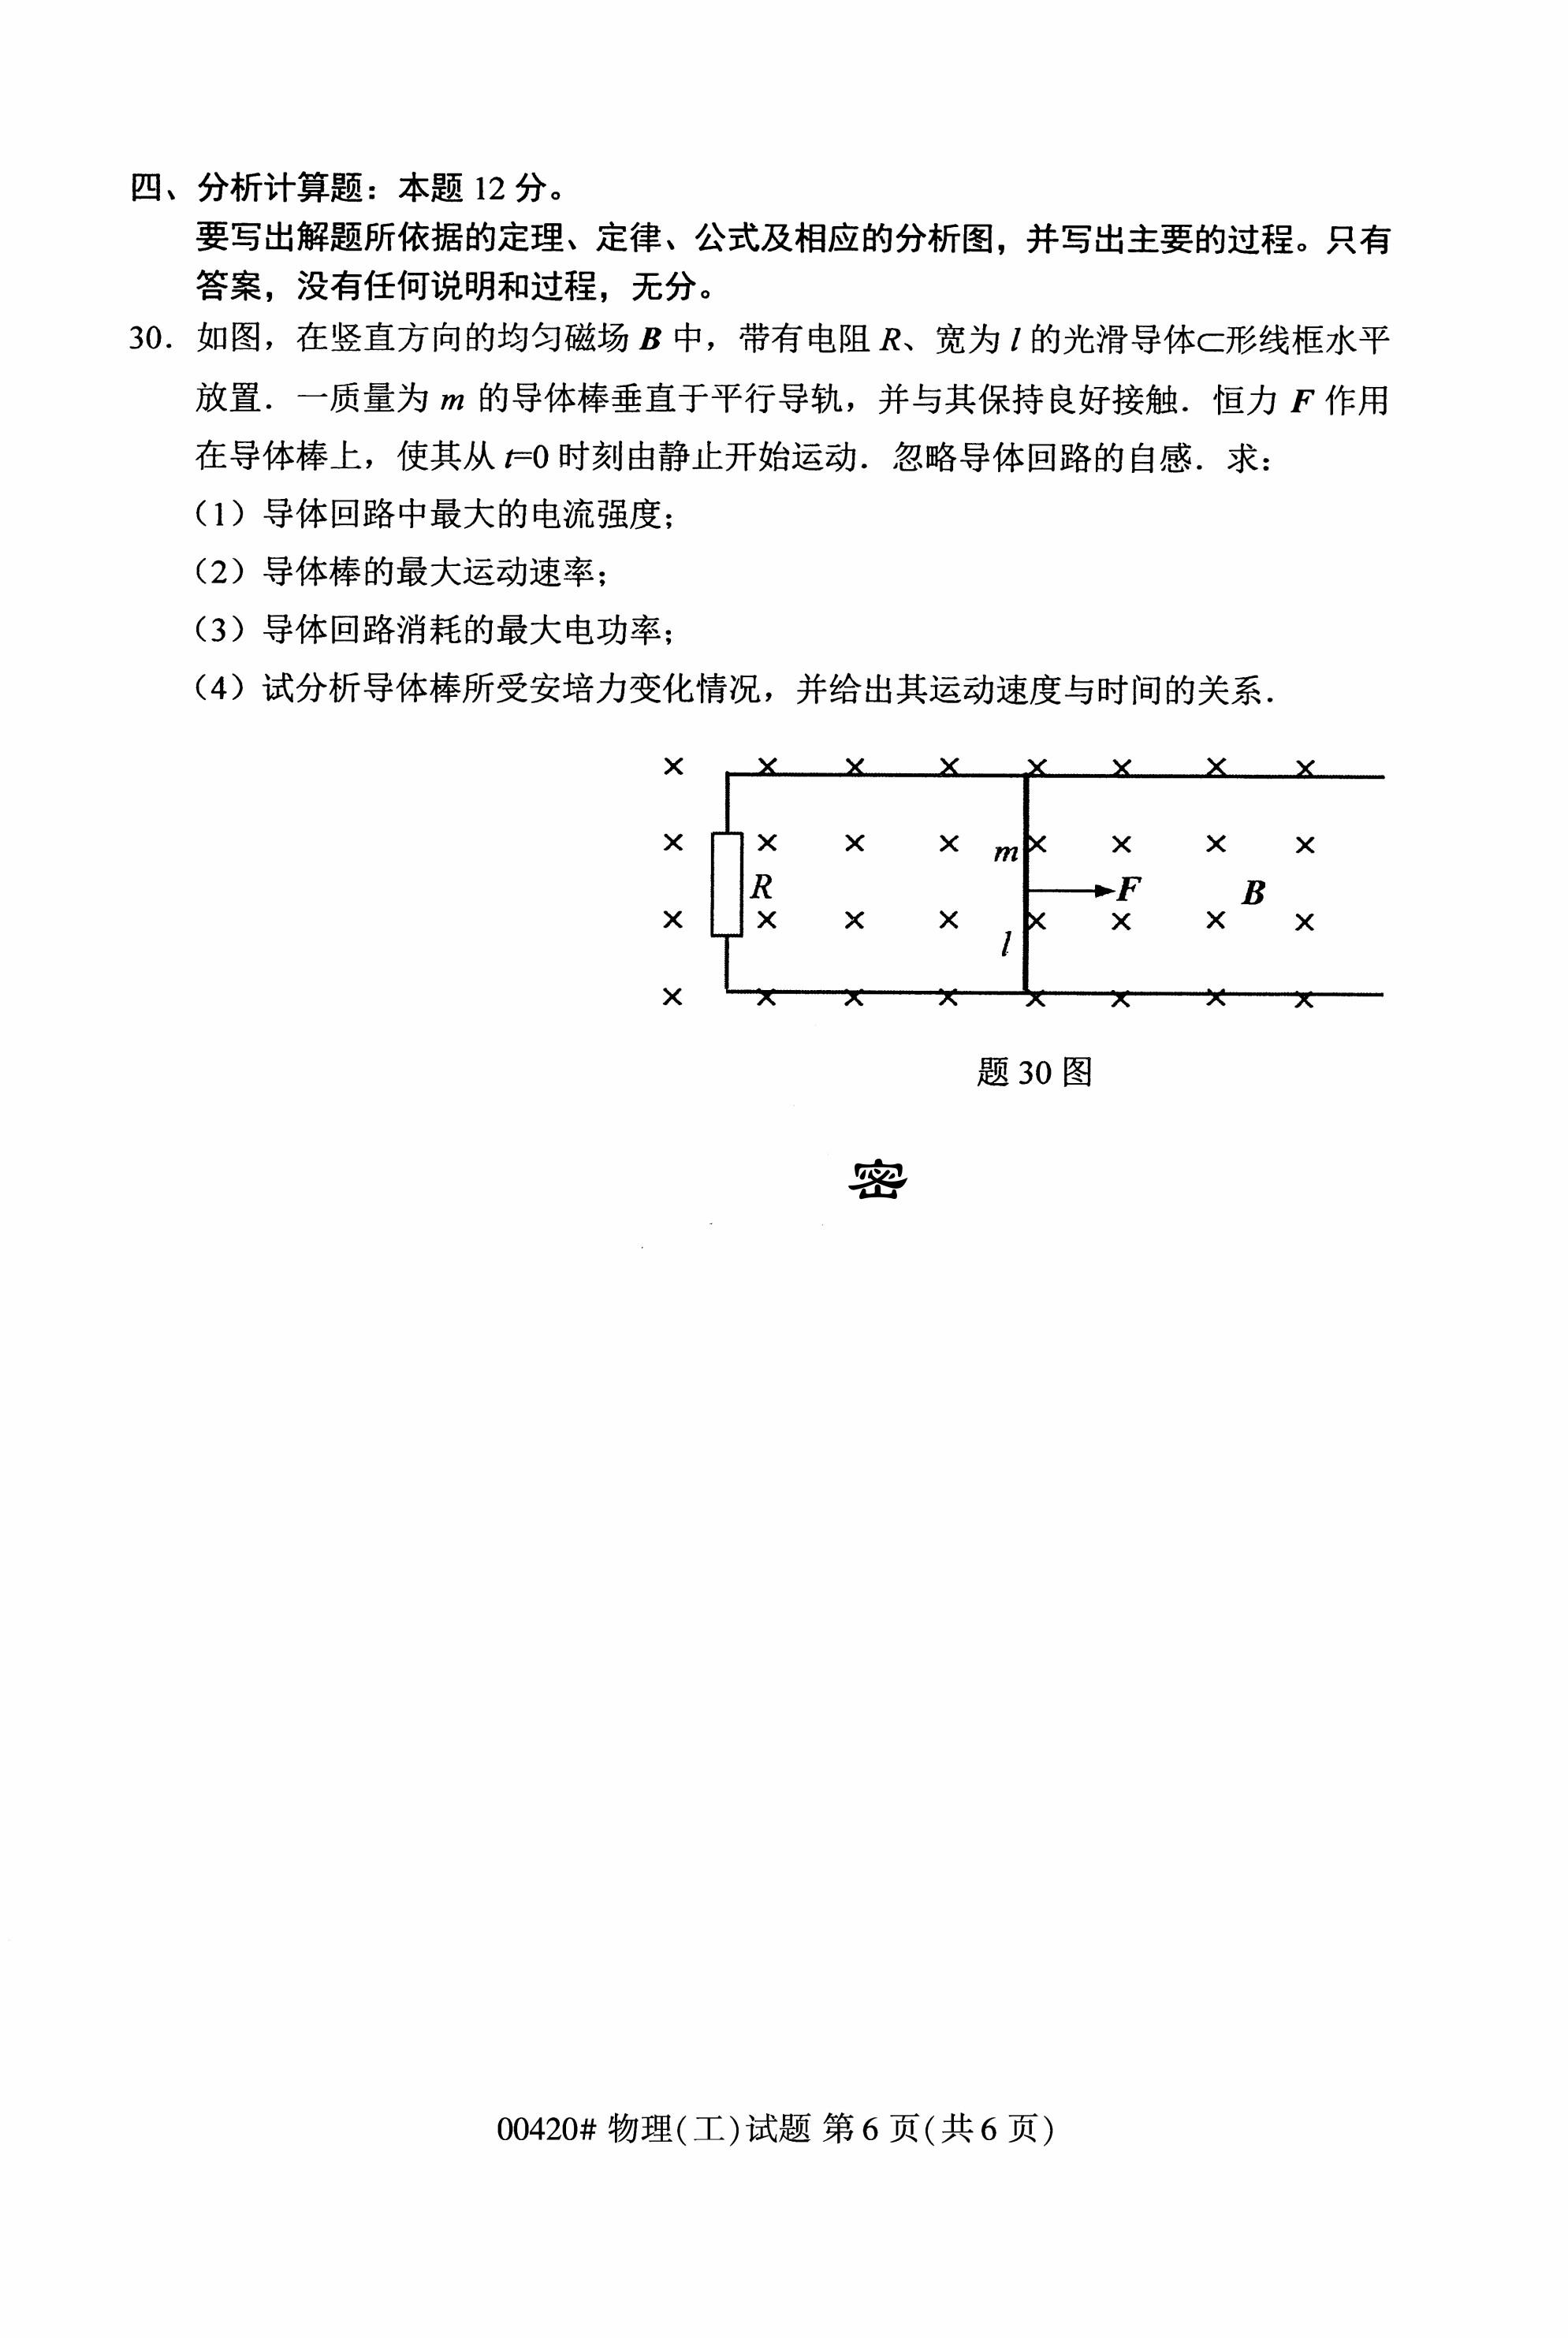 四、分析计算题：本题 12 分。
要写出解题所依据的定理、定律、公式及相应的分析图，并写出主要的过程。只有
答案，没有任何说明和过程，无分。
30．如图，在竖直方向的均匀磁场 B 中，带有电阻 R、宽为 l 的光滑导体⊂形线框水平
放置．一质量为 m 的导体棒垂直于平行导轨，并与其保持良好接触．恒力 F 作用
在导体棒上，使其从 t=0 时刻由静止开始运动．忽略导体回路的自感．求：
（1）导体回路中最大的电流强度；
（2）导体棒的最大运动速率；
（3）导体回路消耗的最大电功率；
（4）试分析导体棒所受安培力变化情况，并给出其运动速度与时间的关系．
m
R
F
B
l
题 30 图
密
00420# 物理(工)试题 第 6 页(共 6 页)